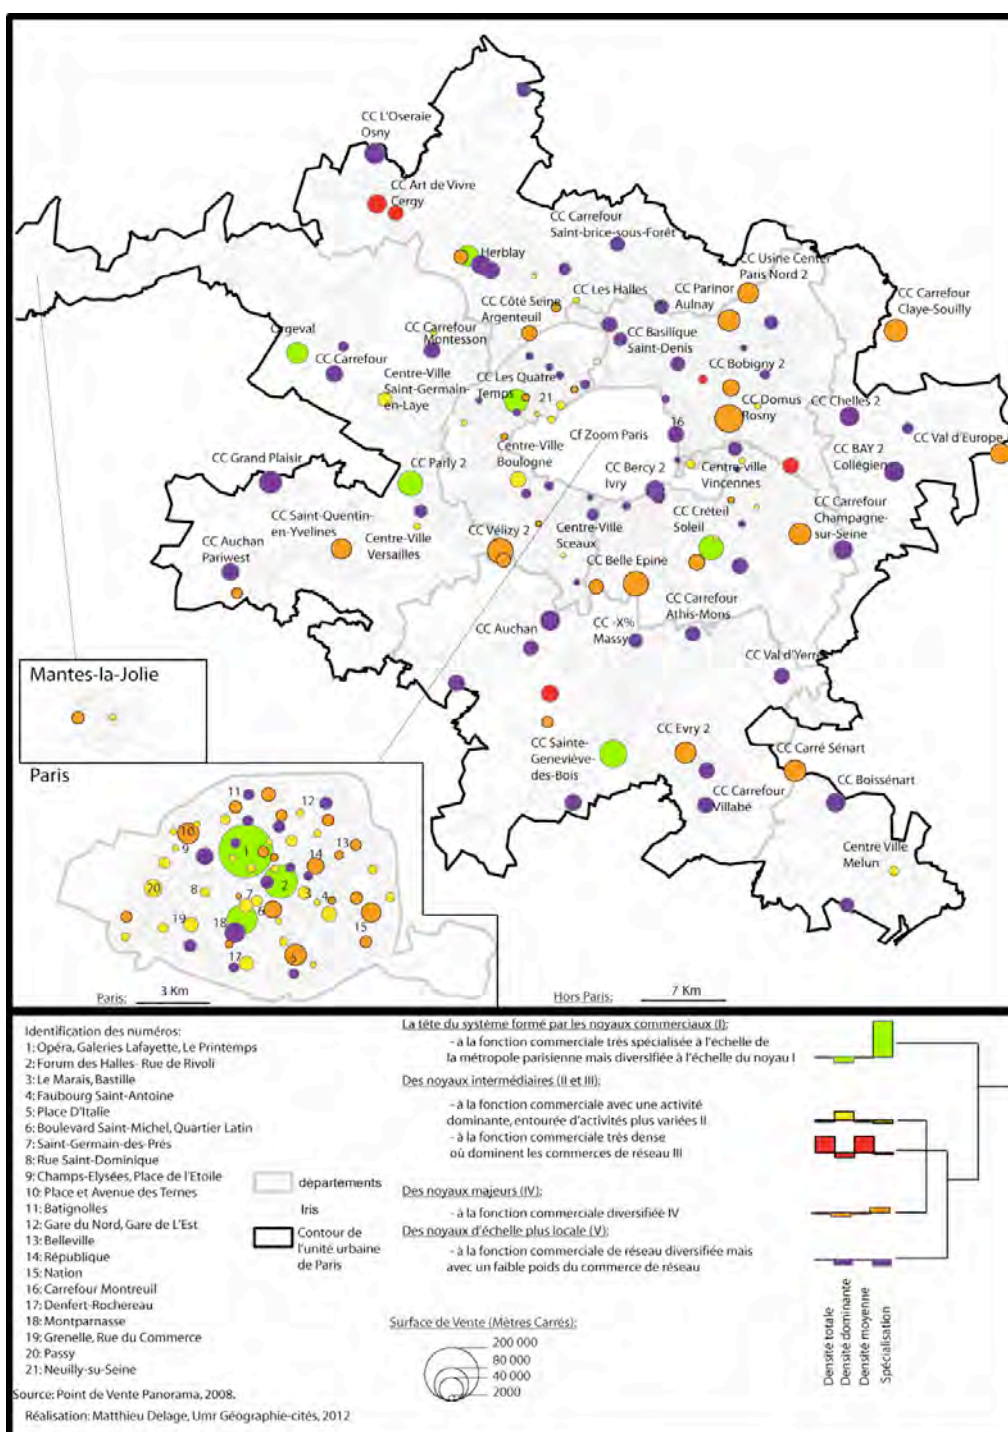 CC L'Oseraie
Osny
CC Art de Vivre
Cergy
CC Carrefour
Saint-brice-sous-Forêt
Herblay
CC Usine Center
Paris Nord 2
CC Les Halles
CC Parinor
Aulnay
CC Carrefour
Claye-Souilly
CC Côté Seine
Argenteuil
Orgeval
CC Carrefour
Montesson
CC Basilique
Saint-Denis
CC Carrefour
Centre-Ville
Saint-Germain-
en-Laye
CC Les Quatre
Temps
21
CC Bobigny 2
CC Domus
Rosny
CC Chelles 2
16
Cf Zoom Paris
CC Val d'Europe
CC Grand Plaisir
CC Parly 2
Centre-Ville
Boulogne
CC Bercy 2
Ivry
Centre-ville
Vincennes
CC BAY 2
Collégien
CC Saint-Quentin-
en-Yvelines
Centre-Ville
Versailles
CC Vélizy 2
Centre-Ville
Sceaux
CC Créteil
Soleil
CC Carrefour
Champagne-
sur-Seine
CC Auchan
Pariwest
CC Belle Epine
CC Carrefour
Athis-Mons
CC Auchan
CC -X%
Massy
CC Val d'Yerres
Mantes-la-Jolie
CC Sainte-
Geneviève-
des-Bois
CC Evry 2
CC Carré Sénart
CC Boissénart
CC Carrefour
Villabé
Centre Ville
Melun
Paris
11
12
10
13
9
1
14
20
8
2
7
3
4
6
19
18
15
17
5
Paris:
3 Km
Hors Paris:
7 Km
Identification des numéros:
1: Opéra, Galeries Lafayette, Le Printemps
2: Forum des Halles- Rue de Rivoli
3: Le Marais, Bastille
4: Faubourg Saint-Antoine
5: Place D'Italie
6: Boulevard Saint-Michel, Quartier Latin
7: Saint-Germain-des-Prés
8: Rue Saint-Dominique
9: Champs-Elysées, Place de l'Etoile
10: Place et Avenue des Ternes
11: Batignolles
12: Gare du Nord, Gare de L'Est
13: Belleville
14: République
15: Nation
16: Carrefour Montreuil
17: Denfert-Rochereau
18: Montparnasse
19: Grenelle, Rue du Commerce
20: Passy
21: Neuilly-su-Seine
Source: Point de Vente Panorama, 2008.
Réalisation: Matthieu Delage, Umr Géographie-cités, 2012
départements
Iris
Contour de
l'unité urbaine
de Paris
La tête du système formé par les noyaux commerciaux (I):
- à la fonction commerciale très spécialisée à l'échelle de
la métropole parisienne mais diversifiée à l'échelle du noyau I
Des noyaux intermédiaires (II et III):
- à la fonction commerciale avec une activité
dominante, entourée d'activités plus variées II
- à la fonction commerciale très dense
où dominent les commerces de réseau III
Des noyaux majeurs (IV):
- à la fonction commerciale diversifiée IV
Des noyaux d'échelle plus locale (V):
- à la fonction commerciale de réseau diversifiée mais
avec un faible poids du commerce de réseau
Surface de Vente (Mètres Carrés):
200 000
80 000
40 000
2000
Densité totale
Densité dominante
Densité moyenne
Spécialisation